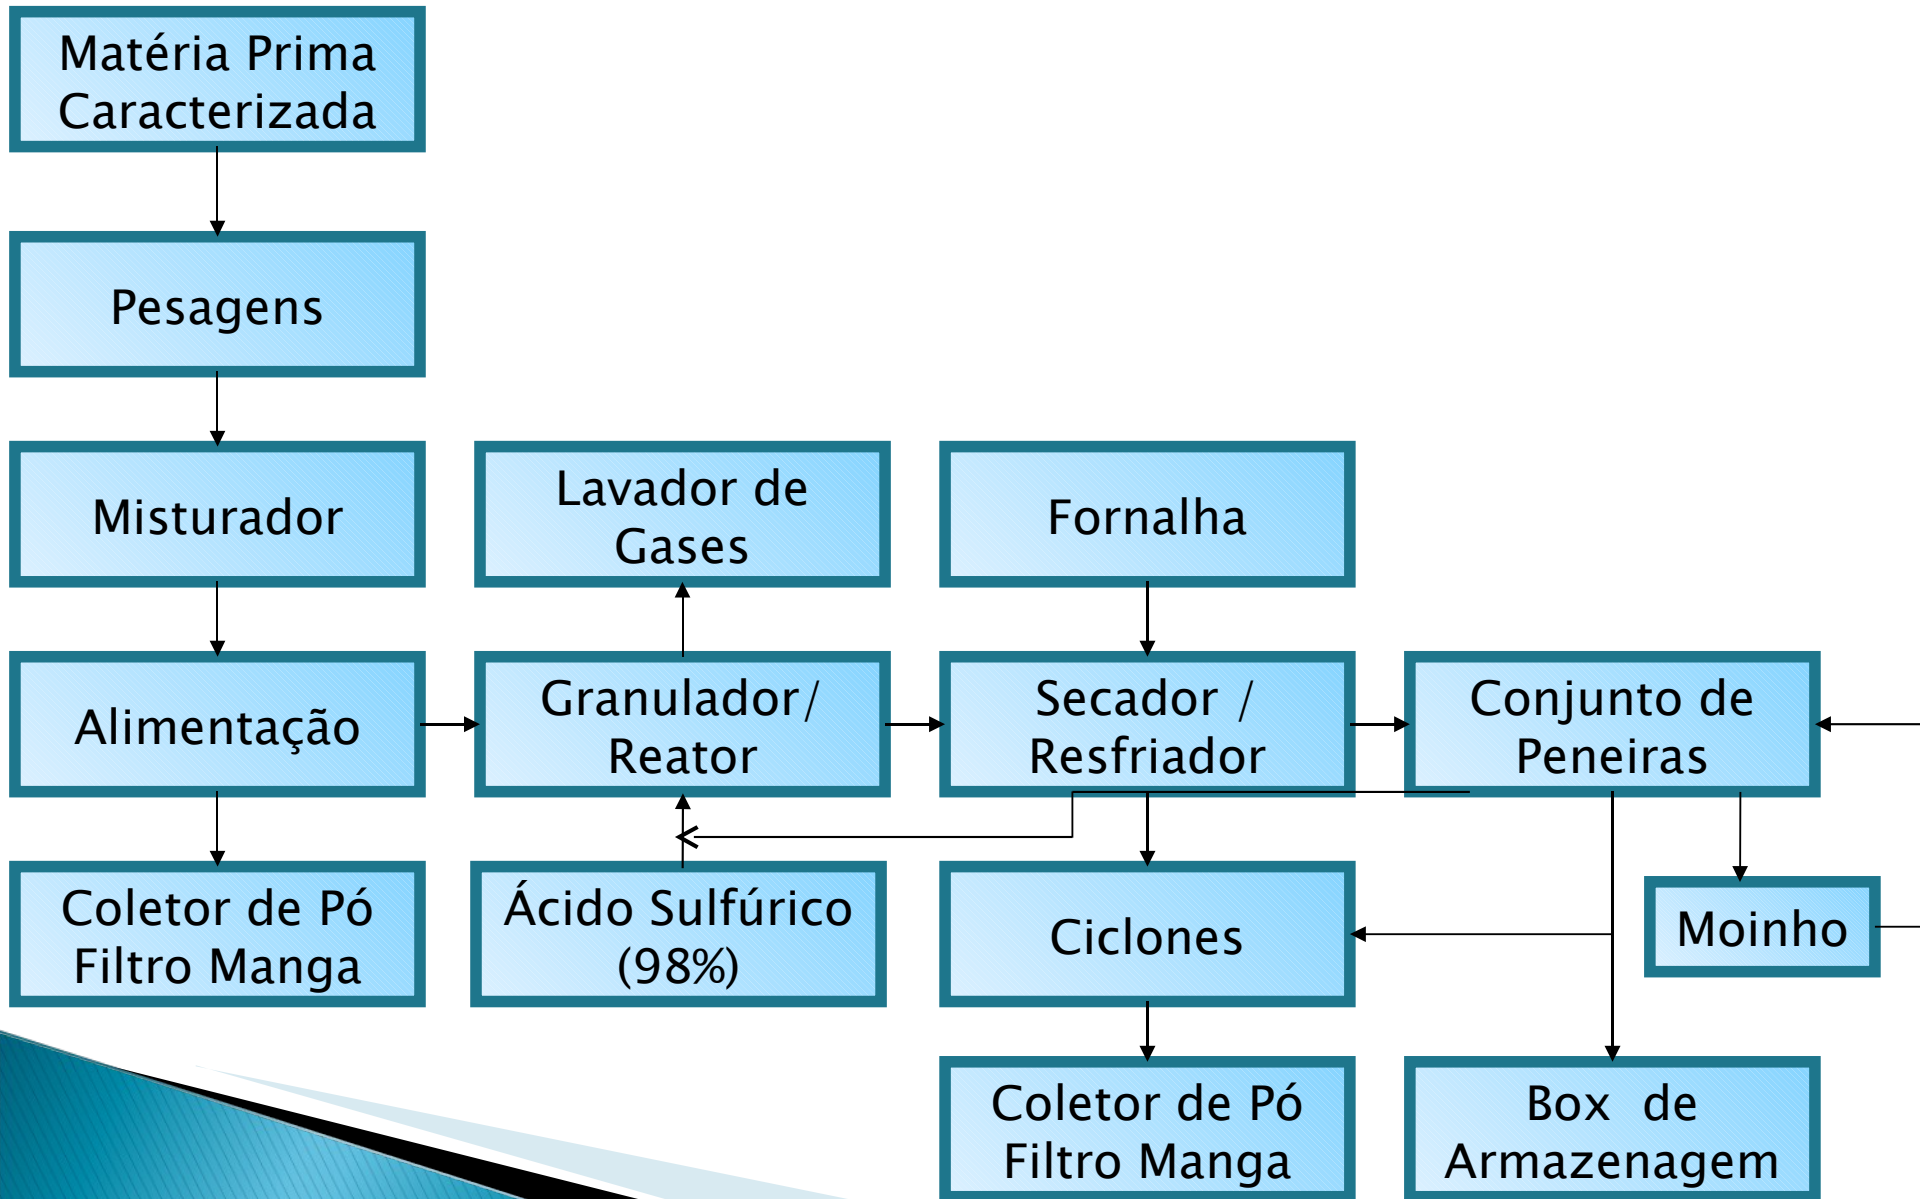 Matéria Prima
Caracterizada
Pesagens
Misturador
Lavador de
Gases
Fornalha
Alimentação
Granulador/
Reator
Secador /
Resfriador
Conjunto de
Peneiras
Coletor de Pó
Filtro Manga
Ácido Sulfúrico
(98%)
Ciclones
Moinho
Coletor de Pó
Filtro Manga
Box de
Armazenagem